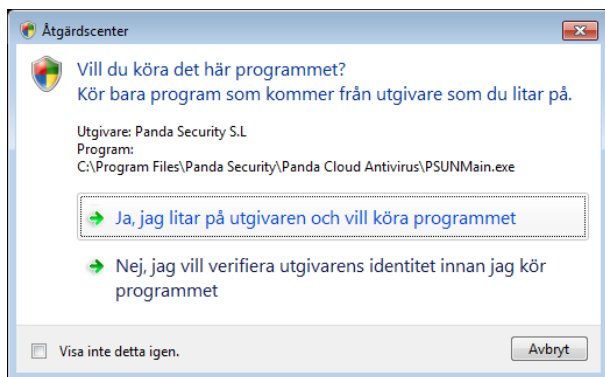 Åtgärdscenter
Vill du köra det här programmet?
Kör bara program som kommer från utgivare som du litar på.
Utgivare: Panda Security S.L
Program:
C:\Program Files\Panda Security\Panda Cloud Antivirus\PSUNMain.exe
Ja, jag litar på utgivaren och vill köra programmet
Nej, jag vill verifiera utgivarens identitet innan jag kör
programmet
Visa inte detta igen.
Avbryt